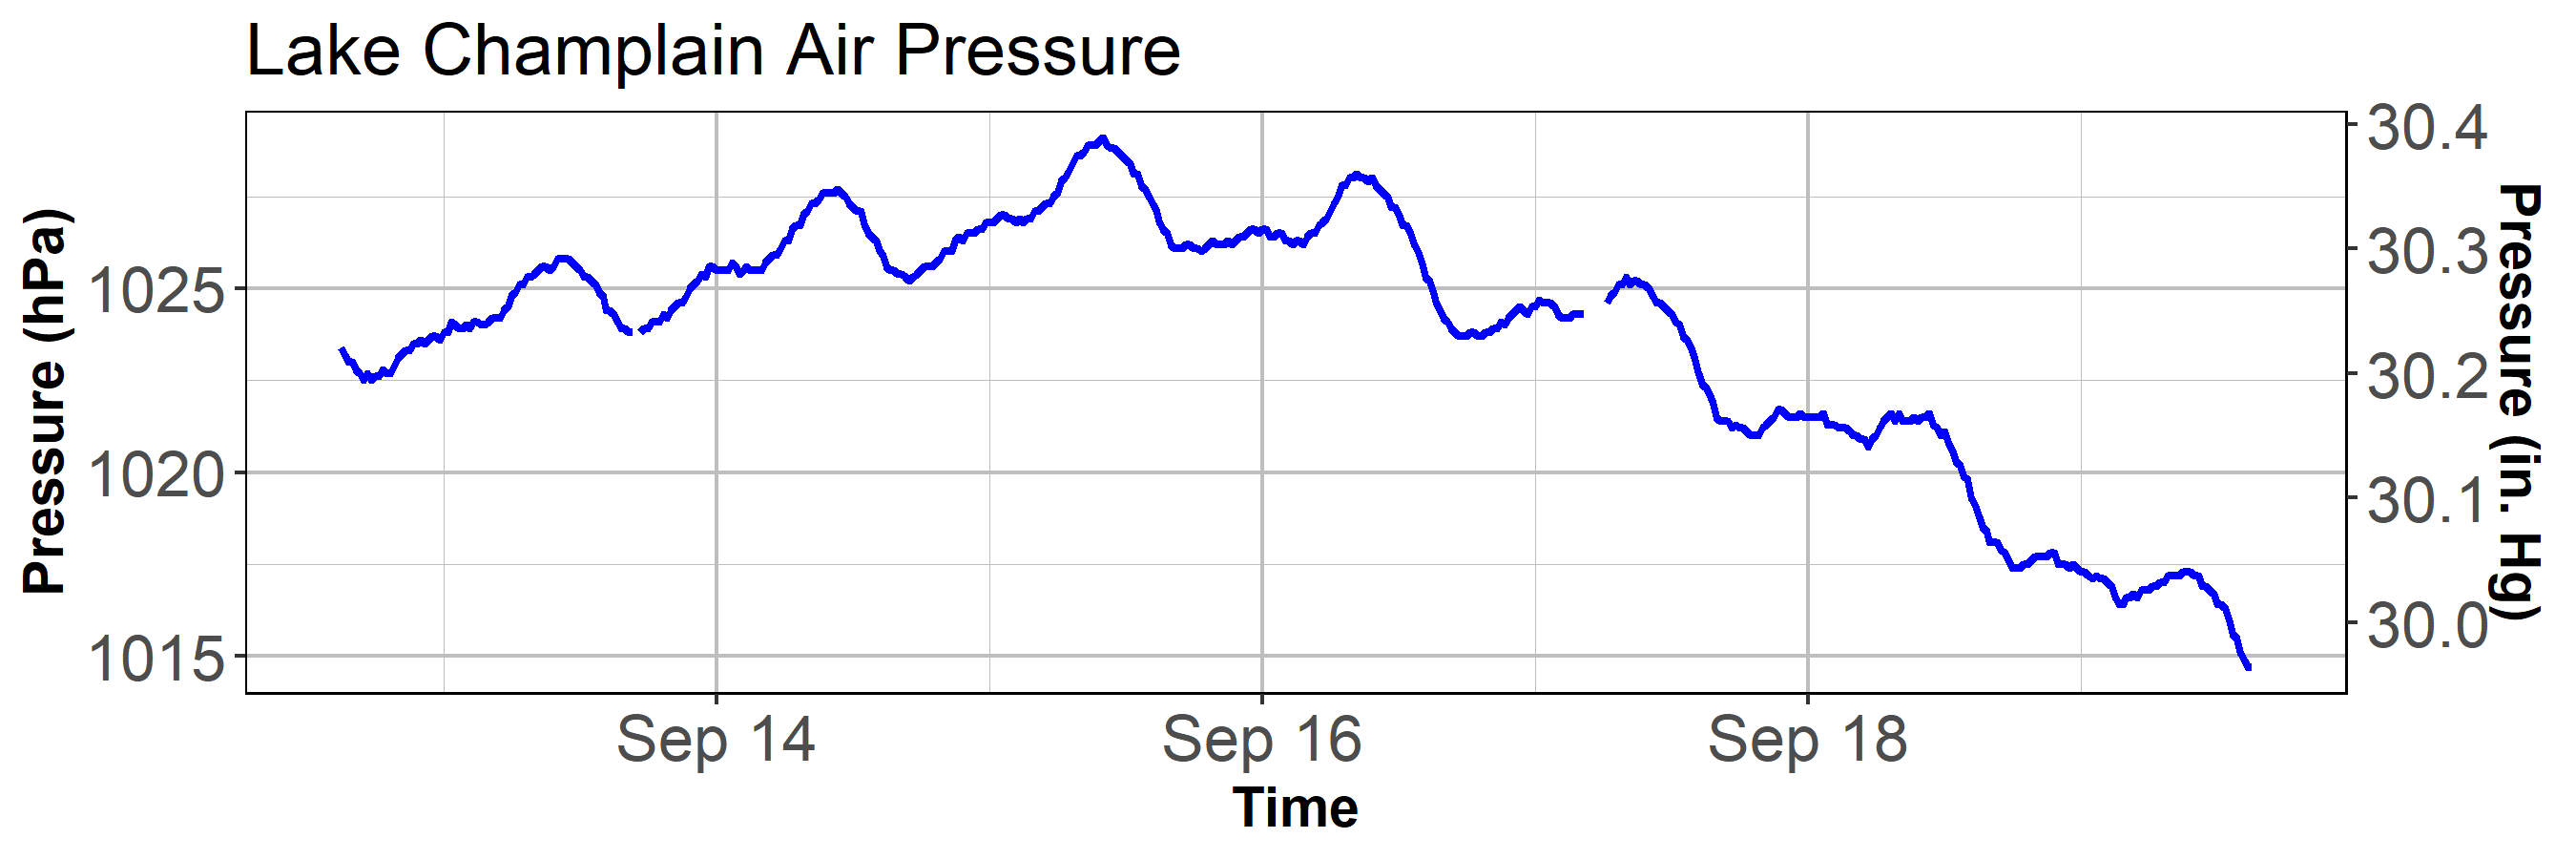 Lake Champlain Air Pressure
Pressure (hPa)
1025
1020
1015
30.4
30.3
30.2
30.1
30.0
Pressure (in. Hg)
Sep 14
Sep 16
Sep 18
Time